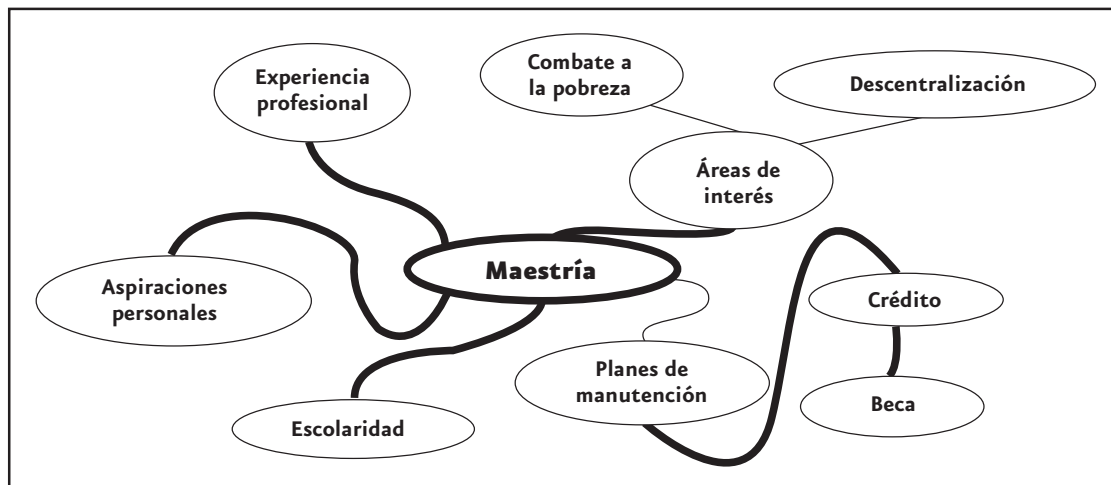 Experiencia
profesional
Combate a
la pobreza
Descentralización
Áreas de
interés
Maestría
Aspiraciones
personales
Crédito
Planes de
manutención
Beca
Escolaridad